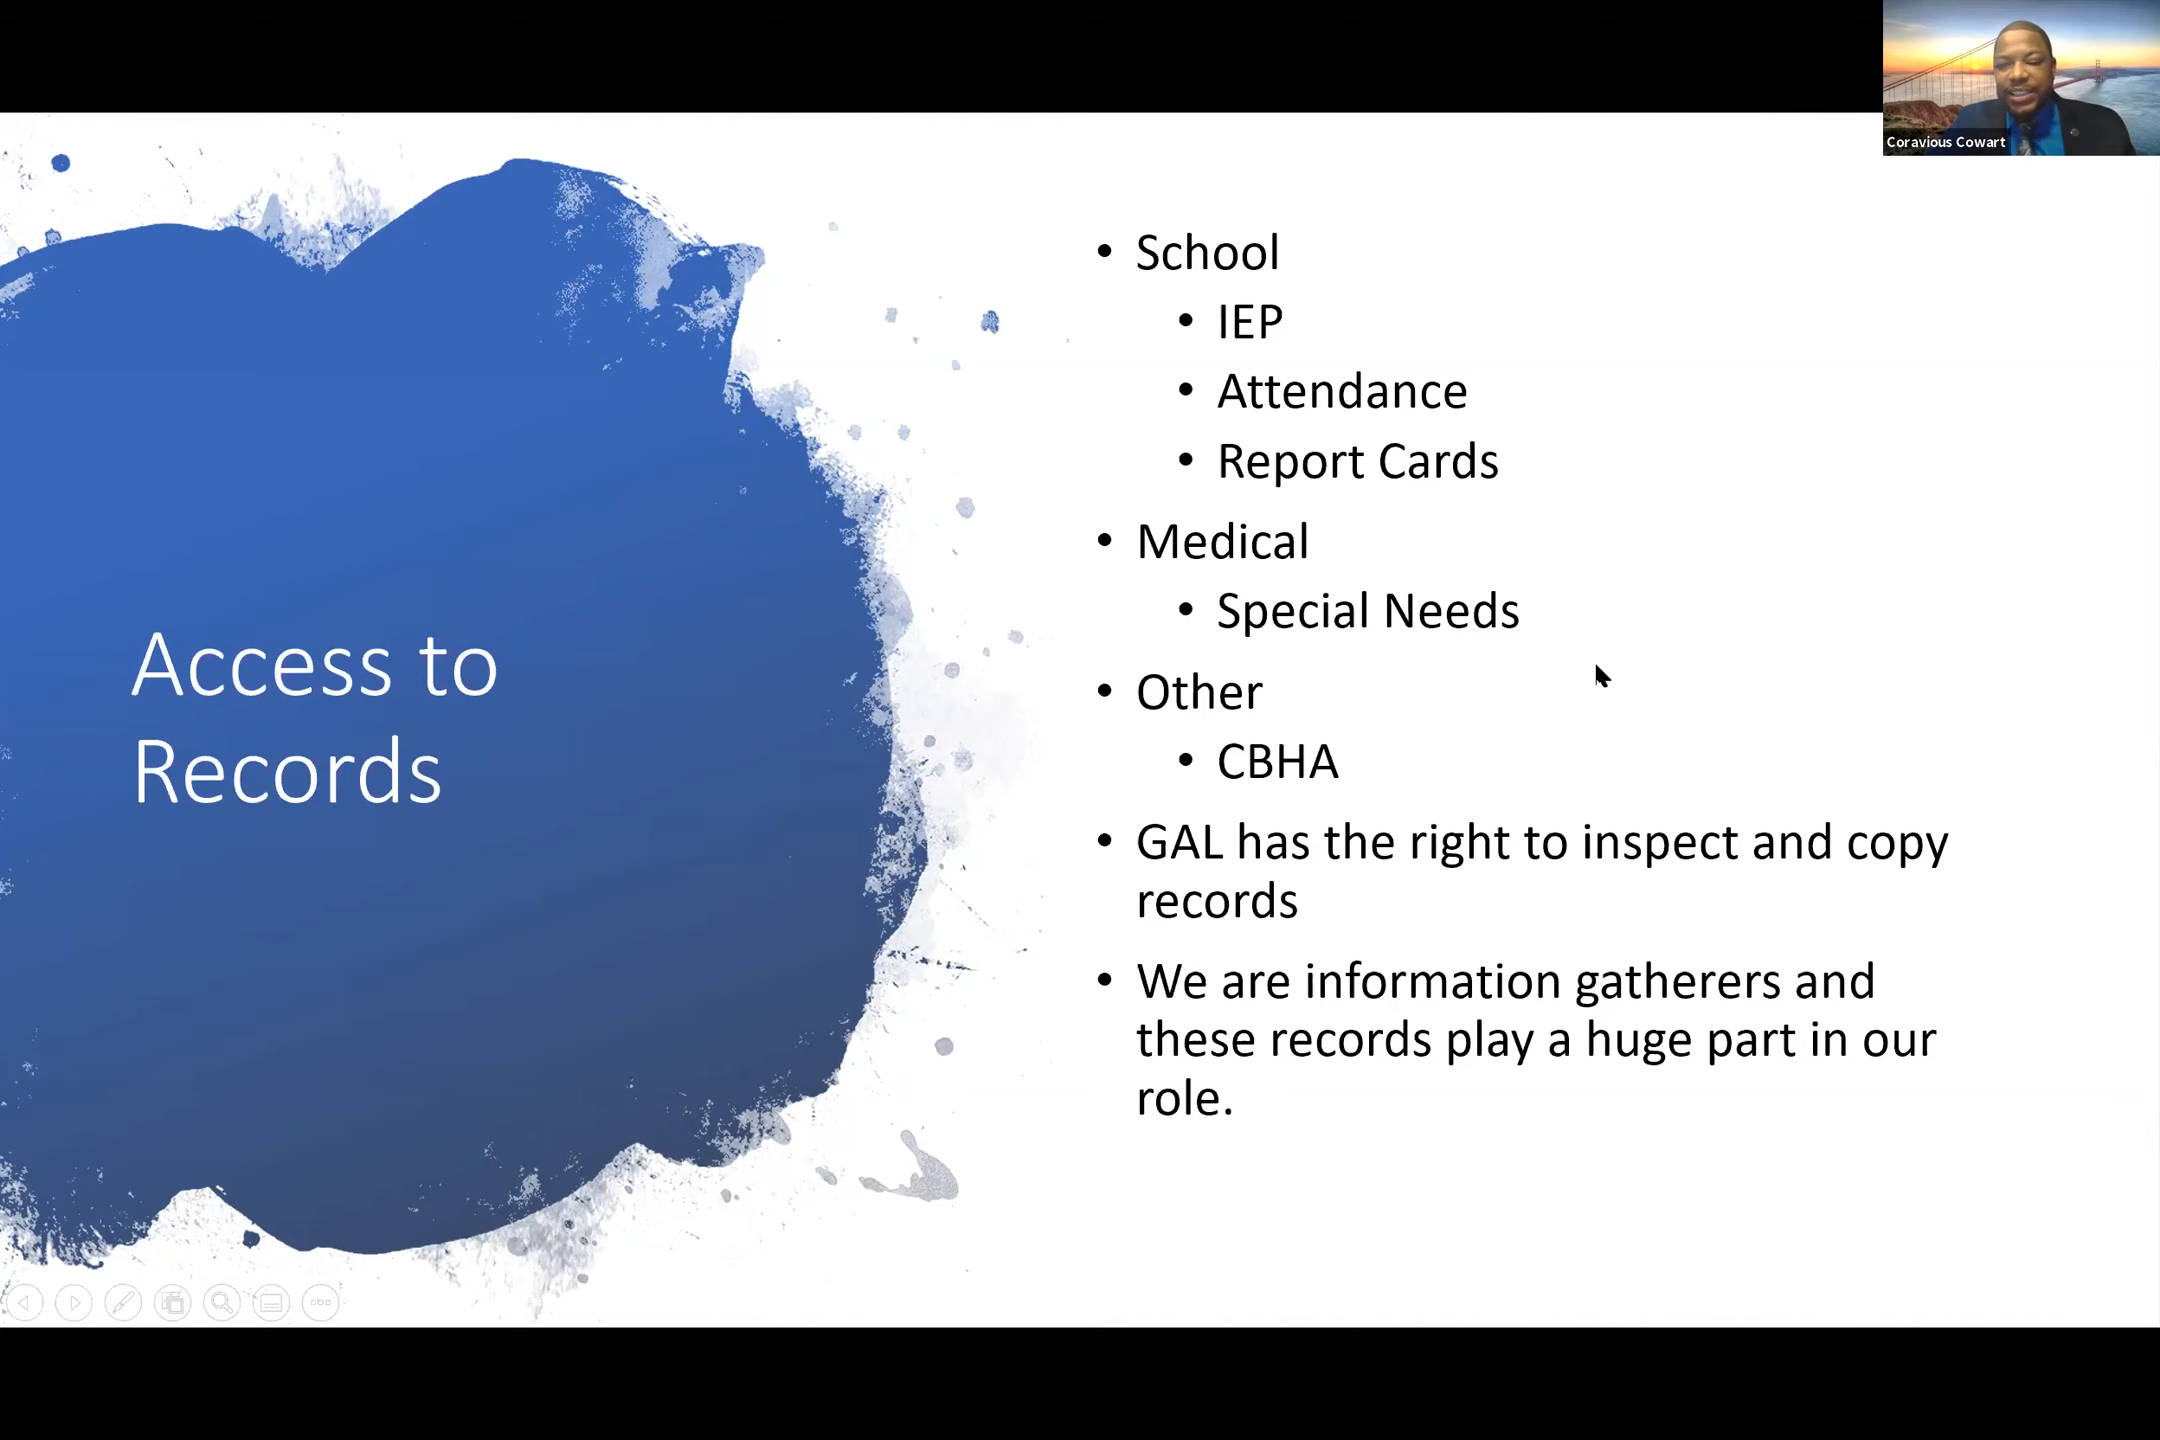 Coravious Cowart
Access to
Records
• School
• IEP
• Attendance
• Report Cards
• Medical
• Special Needs
• Other
• CBHA
• GAL has the right to inspect and copy
records
• We are information gatherers and
these records play a huge part in our
role.